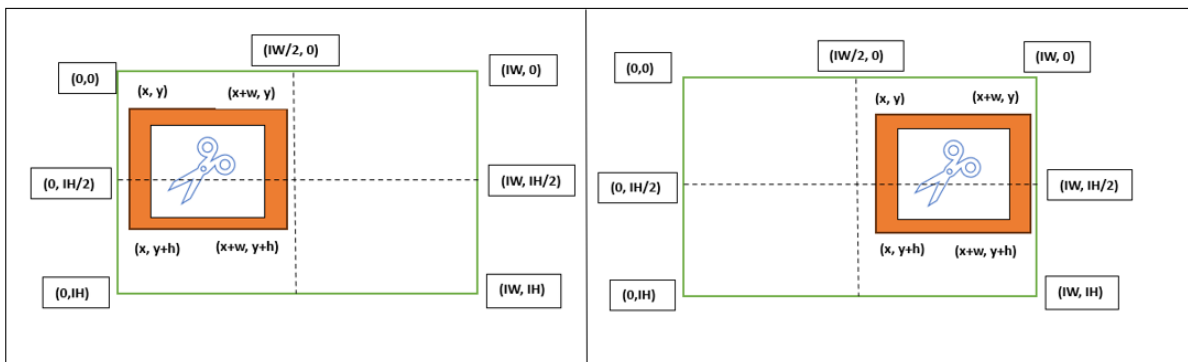 (IW/2, 0)
(0,0)
(IW, 0)
(x, y)
(x+w, y)
(0, IH/2)
(IW, IH/2)
(x, y+h)
(x+w, y+h)
(0,IH)
(IW, IH)
(IW/2, 0)
(IW, 0)
(0,0)
(x, y)
(x+w, y)
(0, IH/2)
(IW, IH/2)
(x, y+h)
(x+w, y+h)
(0,IH)
(IW, IH)